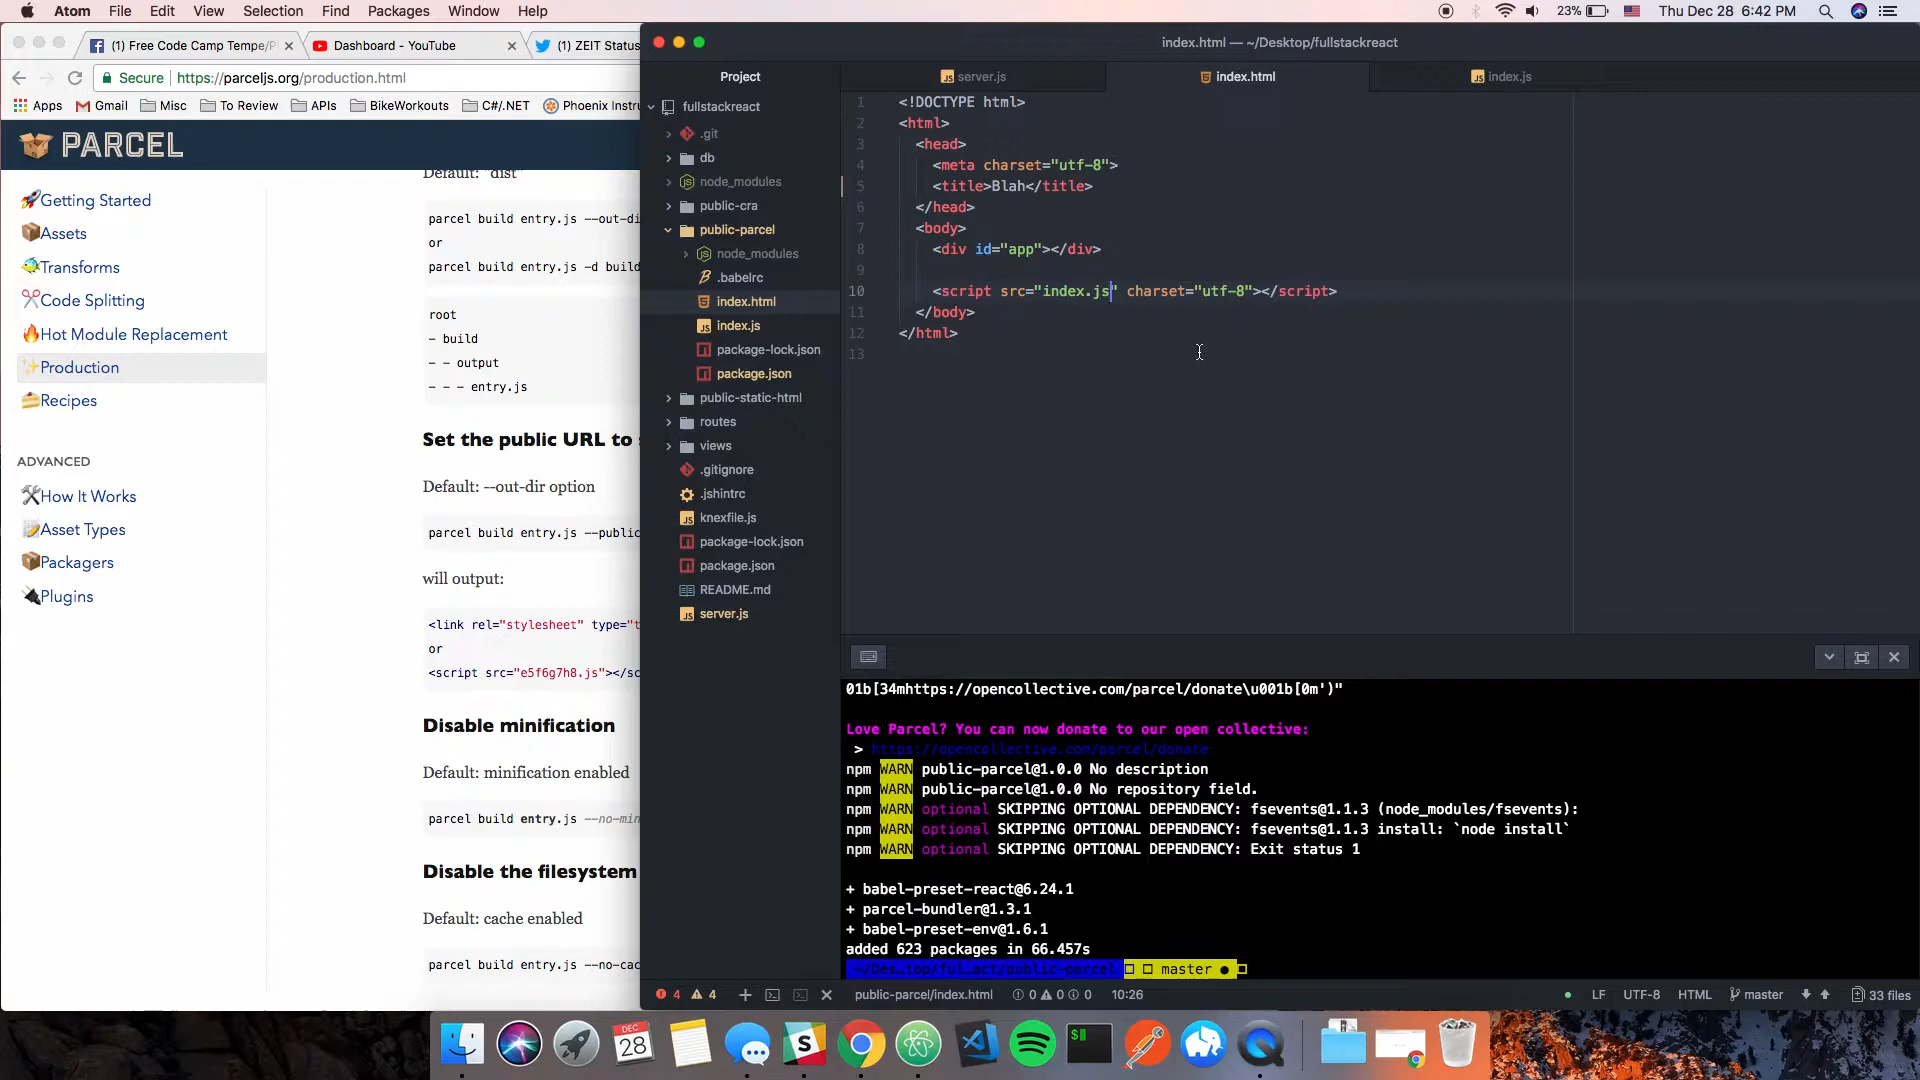 Atom File Edit View Selection Find Packages Window Help
23% Thu Dec 28 6:42 PM
(1) Free Code Camp Tempe/P
Dashboard - YouTube
(1) ZEIT Status
Secure https://parceljs.org/production.html
Apps Gmail Misc To Review APIs BikeWorkouts C#/.NET Phoenix Instru
PARCEL
Getting Started
Assets
Transforms
Code Splitting
Hot Module Replacement
Production
Recipes
ADVANCED
How It Works
Asset Types
Packagers
Plugins
Default: "dist"
parcel build entry.js --out-di
or
parcel build entry.js -d build
root
- build
- - output
- - - entry.js
Set the public URL to s
Default: --out-dir option
parcel build entry.js --public
will output:
<link rel="stylesheet" type="t
or
<script src="e5f6g7h8.js"></sc
Disable minification
Default: minification enabled
parcel build entry.js --no-min
Disable the filesystem
Default: cache enabled
parcel build entry.js --no-cac
index.html — ~/Desktop/fullstackreact
Project
fullstackreact
.git
db
node_modules
public-cra
public-parcel
node_modules
.babelrc
index.html
index.js
package-lock.json
package.json
public-static-html
routes
views
.gitignore
.jshintrc
knexfile.js
package-lock.json
package.json
README.md
server.js
server.js index.html index.js
1 <!DOCTYPE html>
2 <html>
3 <head>
4 <meta charset="utf-8">
5 <title>Blah</title>
6 </head>
7 <body>
8 <div id="app"></div>
9
10 <script src="index.js" charset="utf-8"></script>
11 </body>
12 </html>
13
01b[34mhttps://opencollective.com/parcel/donate\u001b[0m')"
Love Parcel? You can now donate to our open collective:
> https://opencollective.com/parcel/donate
npm WARN public-parcel@1.0.0 No description
npm WARN public-parcel@1.0.0 No repository field.
npm WARN optional SKIPPING OPTIONAL DEPENDENCY: fsevents@1.1.3 (node_modules/fsevents):
npm WARN optional SKIPPING OPTIONAL DEPENDENCY: fsevents@1.1.3 install: `node install`
npm WARN optional SKIPPING OPTIONAL DEPENDENCY: Exit status 1
+ babel-preset-react@6.24.1
+ parcel-bundler@1.3.1
+ babel-preset-env@1.6.1
added 623 packages in 66.457s
~/Des…top/ful…act/public-parcel master ●
4 4 public-parcel/index.html 0 0 0 10:26 LF UTF-8 HTML master 33 files
DEC
28
S
$